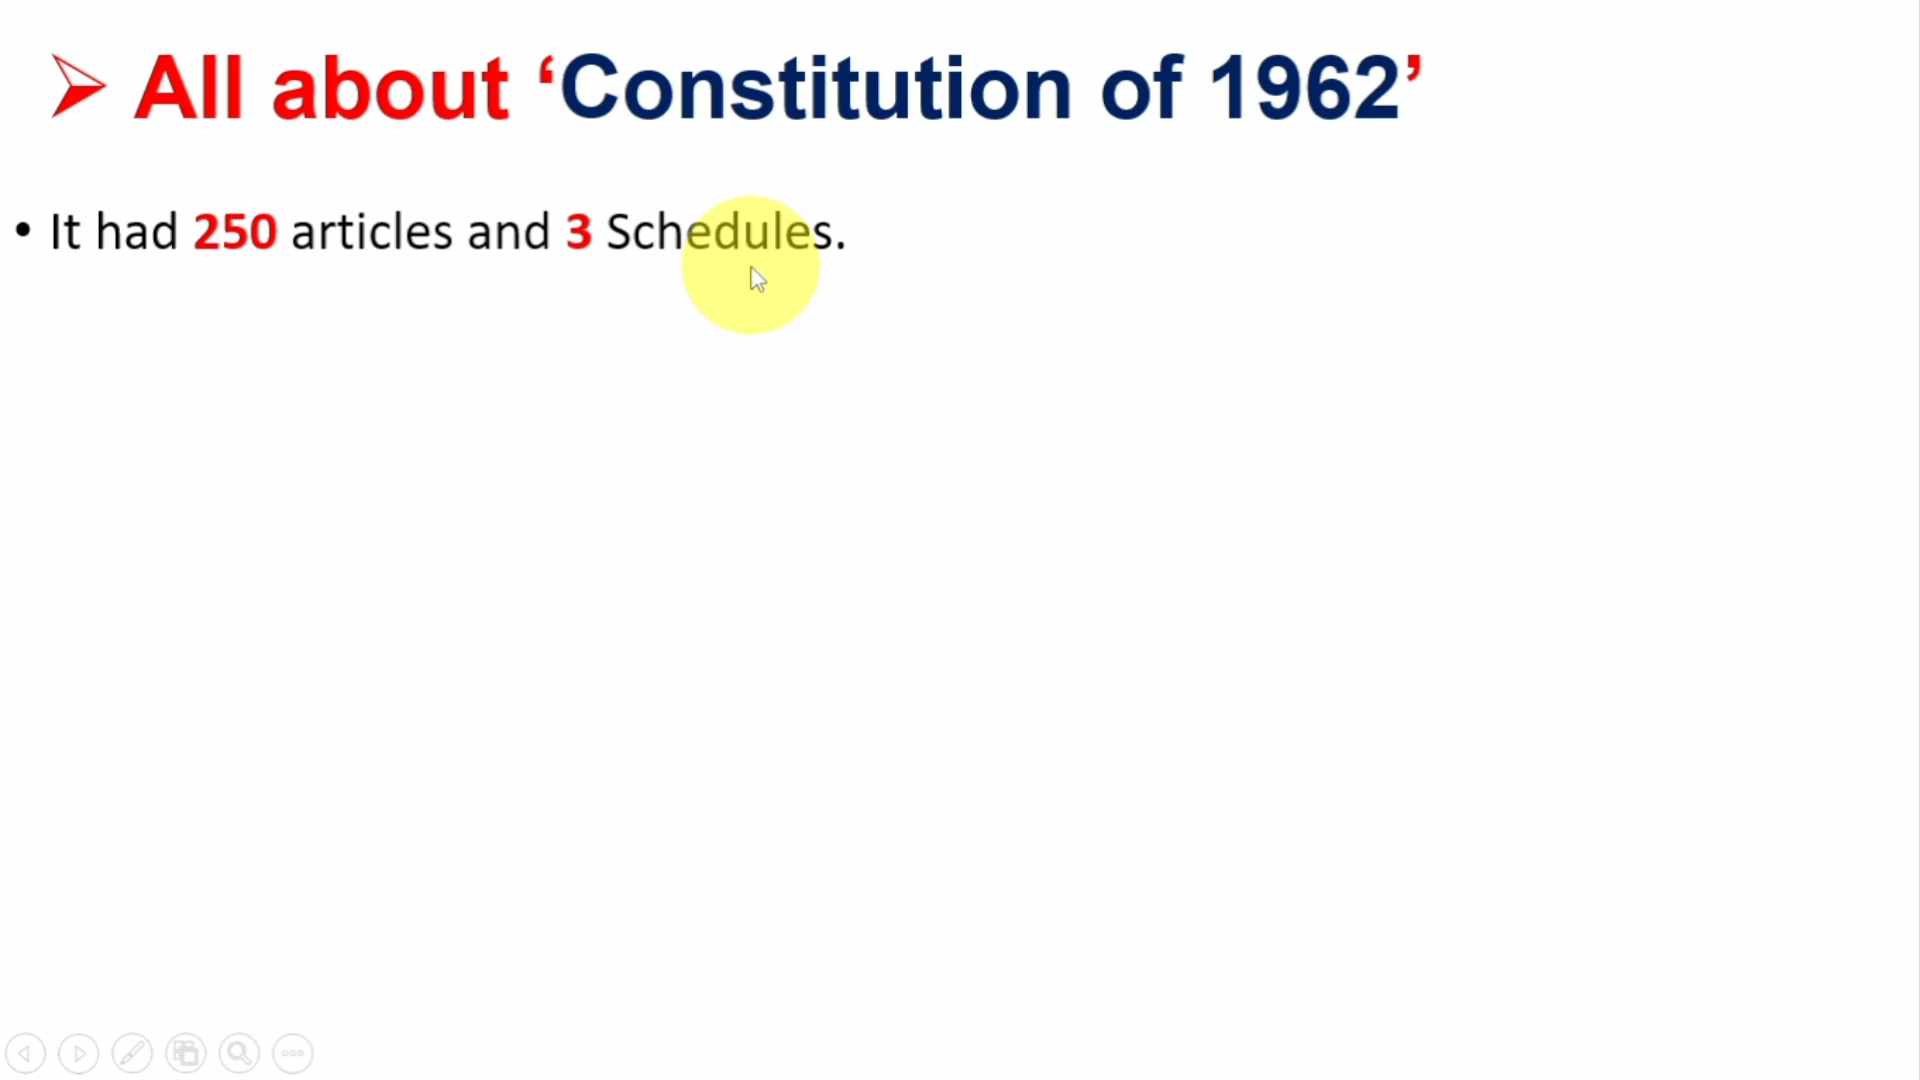 ➢ All about ‘Constitution of 1962’
• It had 250 articles and 3 Schedules.